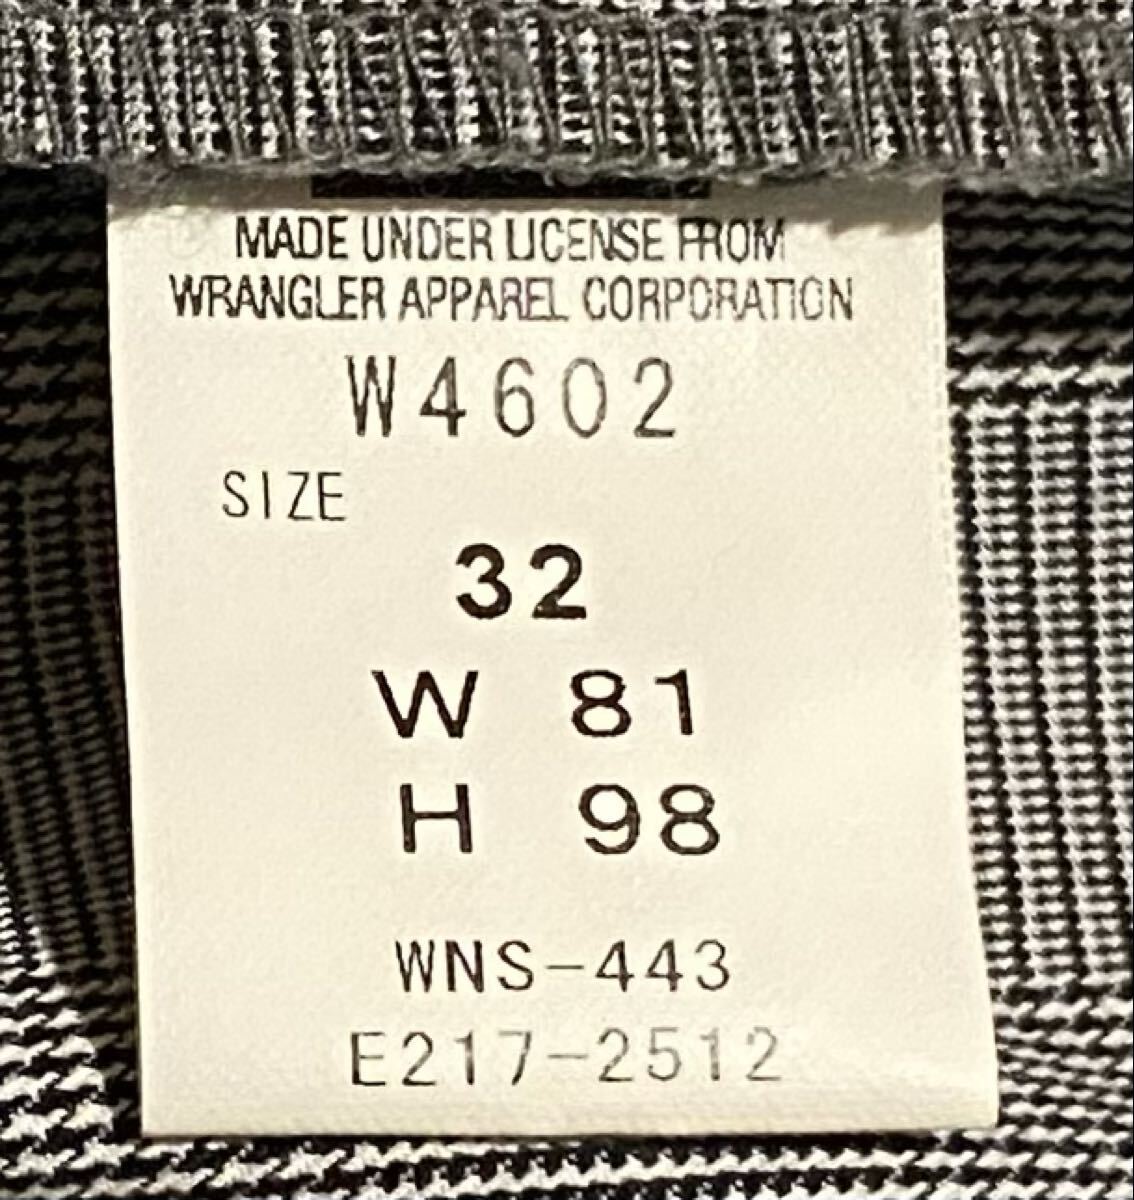 MADE UNDER LICENSE FROM
WRANGLER APPAREL CORPORATION
W4602
SIZE
32
W 81
H 98
WNS-443
E217-2512